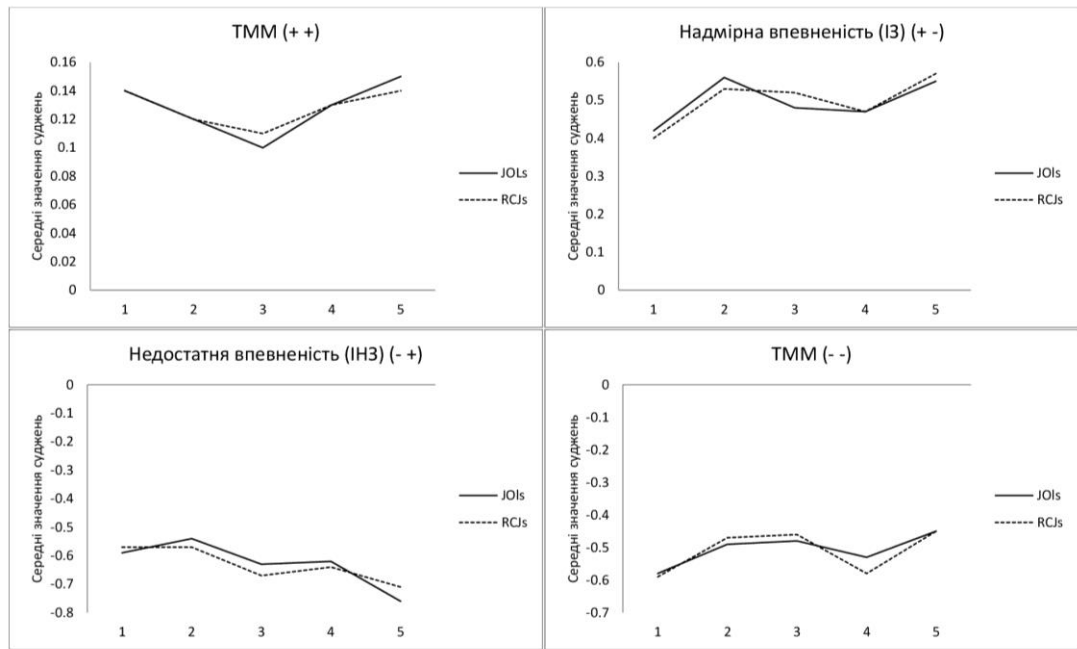 ТММ (+ +)
Середні значення суджень
0.16
0.14
0.12
0.1
0.08
0.06
0.04
0.02
0
1 2 3 4 5
JOLs
RCJs
Надмірна впевненість (ІЗ) (+ -)
Середні значення суджень
0.6
0.5
0.4
0.3
0.2
0.1
0
1 2 3 4 5
JOls
RCJs
Недостатня впевненість (ІНЗ) (- +)
Середні значення суджень
0
-0.1
-0.2
-0.3
-0.4
-0.5
-0.6
-0.7
-0.8
1 2 3 4 5
JOls
RCJs
ТММ (- -)
Середні значення суджень
0
-0.1
-0.2
-0.3
-0.4
-0.5
-0.6
-0.7
1 2 3 4 5
JOls
RCJs